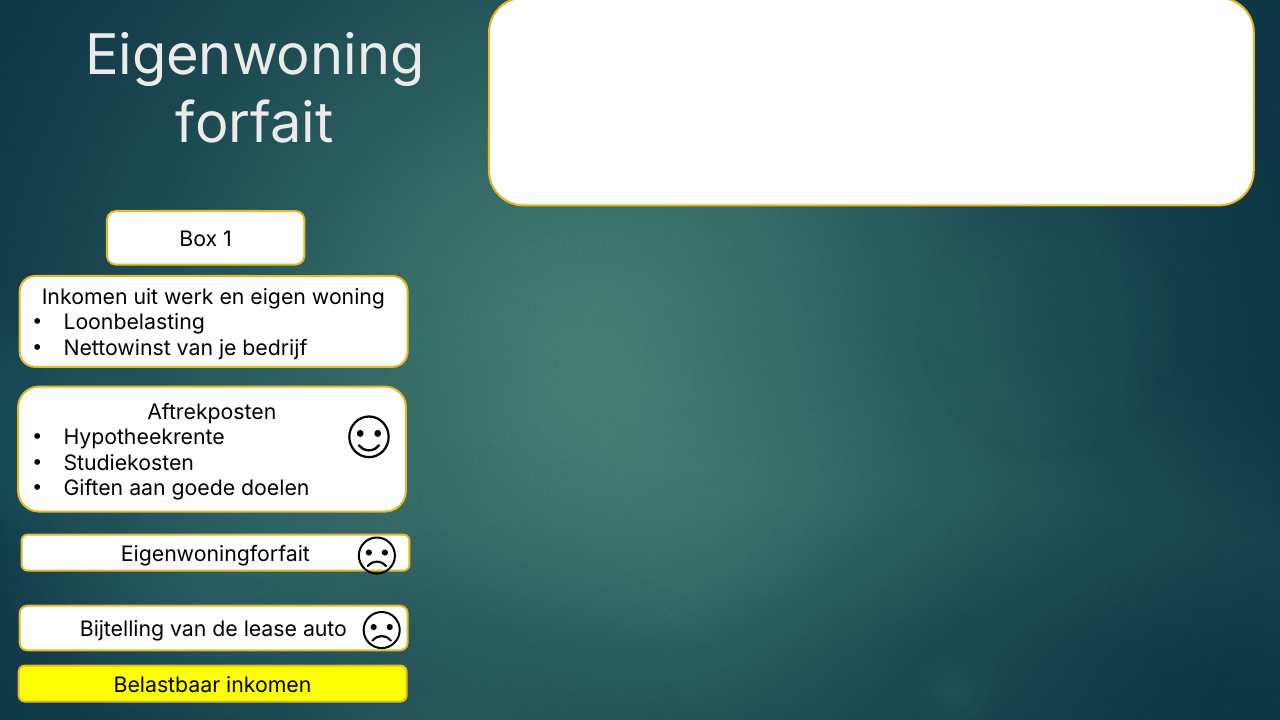 Eigenwoning
forfait
Box 1
Inkomen uit werk en eigen woning
• Loonbelasting
• Nettowinst van je bedrijf
Aftrekposten
• Hypotheekrente
• Studiekosten
• Giften aan goede doelen
Eigenwoningforfait
Bijtelling van de lease auto
Belastbaar inkomen